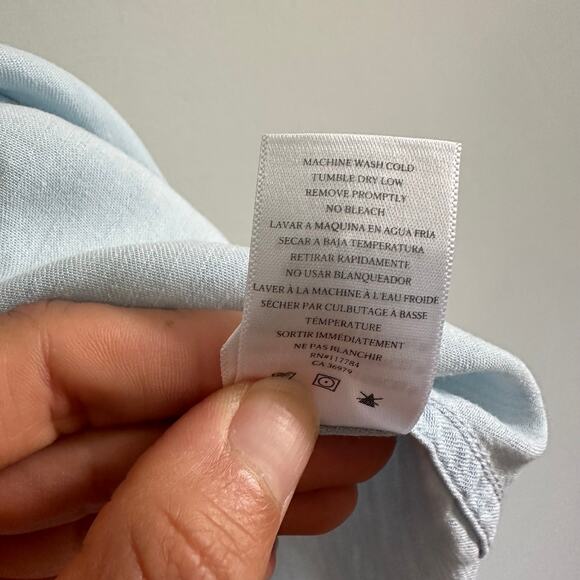 MACHINE WASH COLD
TUMBLE DRY LOW
REMOVE PROMPTLY
NO BLEACH
LAVAR A MAQUINA EN AGUA FRIA
SECAR A BAJA TEMPERATURA
RETIRAR RAPIDAMENTE
NO USAR BLANQUEADOR
LAVER À LA MACHINE À L'EAU FROIDE
SÉCHER PAR CULBUTAGE À BASSE
TÉMPERATURE
SORTIR IMMÉDIATEMENT
NE PAS BLANCHIR
RN#117784
CA 36979